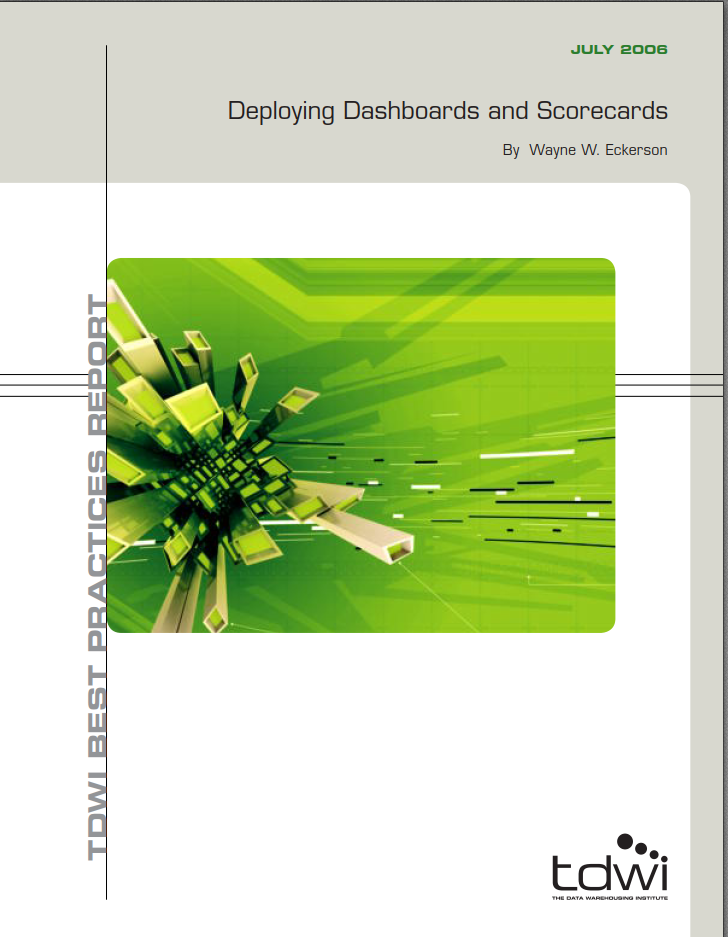 JULY 2006
Deploying Dashboards and Scorecards
By Wayne W. Eckerson
TDWI BEST PRACTICES REPORT
tdwi
THE DATA WAREHOUSING INSTITUTE